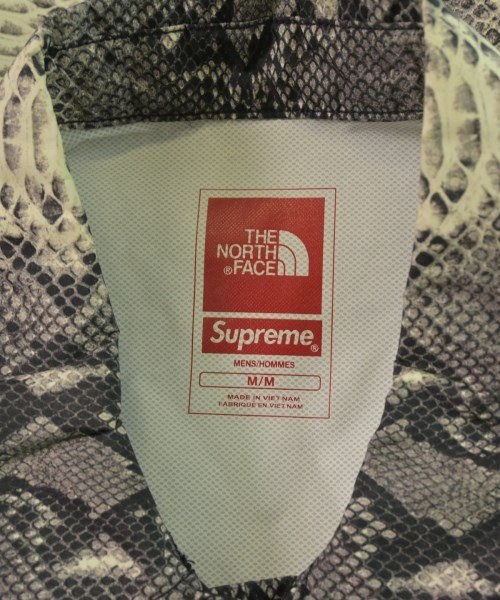 THE
NORTH
®FACE
Supreme®
MENS/HOMMES
M/M
MADE IN VIET NAM
FABRIQUÉ EN VIET NAM